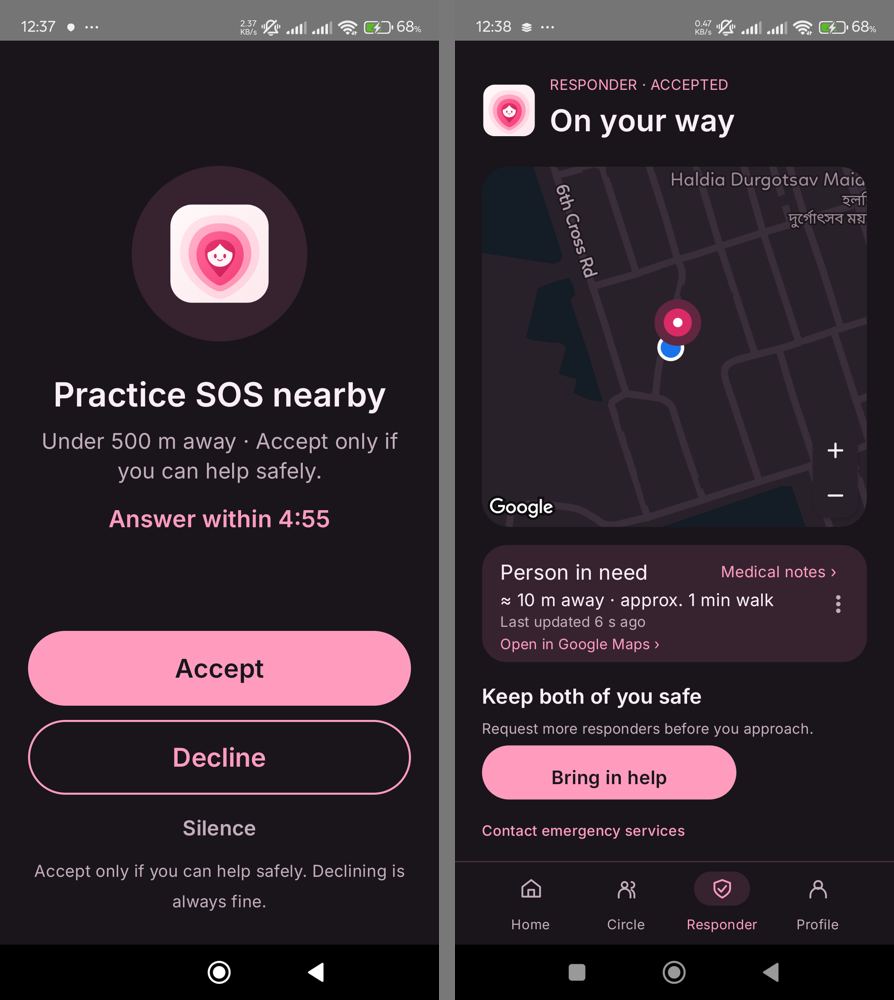 12:37
2.37
KB/s
68%
Practice SOS nearby
Under 500 m away · Accept only if
you can help safely.
Answer within 4:55
Accept
Decline
Silence
Accept only if you can help safely. Declining is
always fine.
12:38
0.47
KB/s
68%
RESPONDER · ACCEPTED
On your way
Haldia Durgotsav Maid
হলদি
দুর্গোৎসব ময়
6th Cross Rd
+
−
Google
Person in need
Medical notes ›
≈ 10 m away · approx. 1 min walk
Last updated 6 s ago
Open in Google Maps ›
Keep both of you safe
Request more responders before you approach.
Bring in help
Contact emergency services
Home
Circle
Responder
Profile